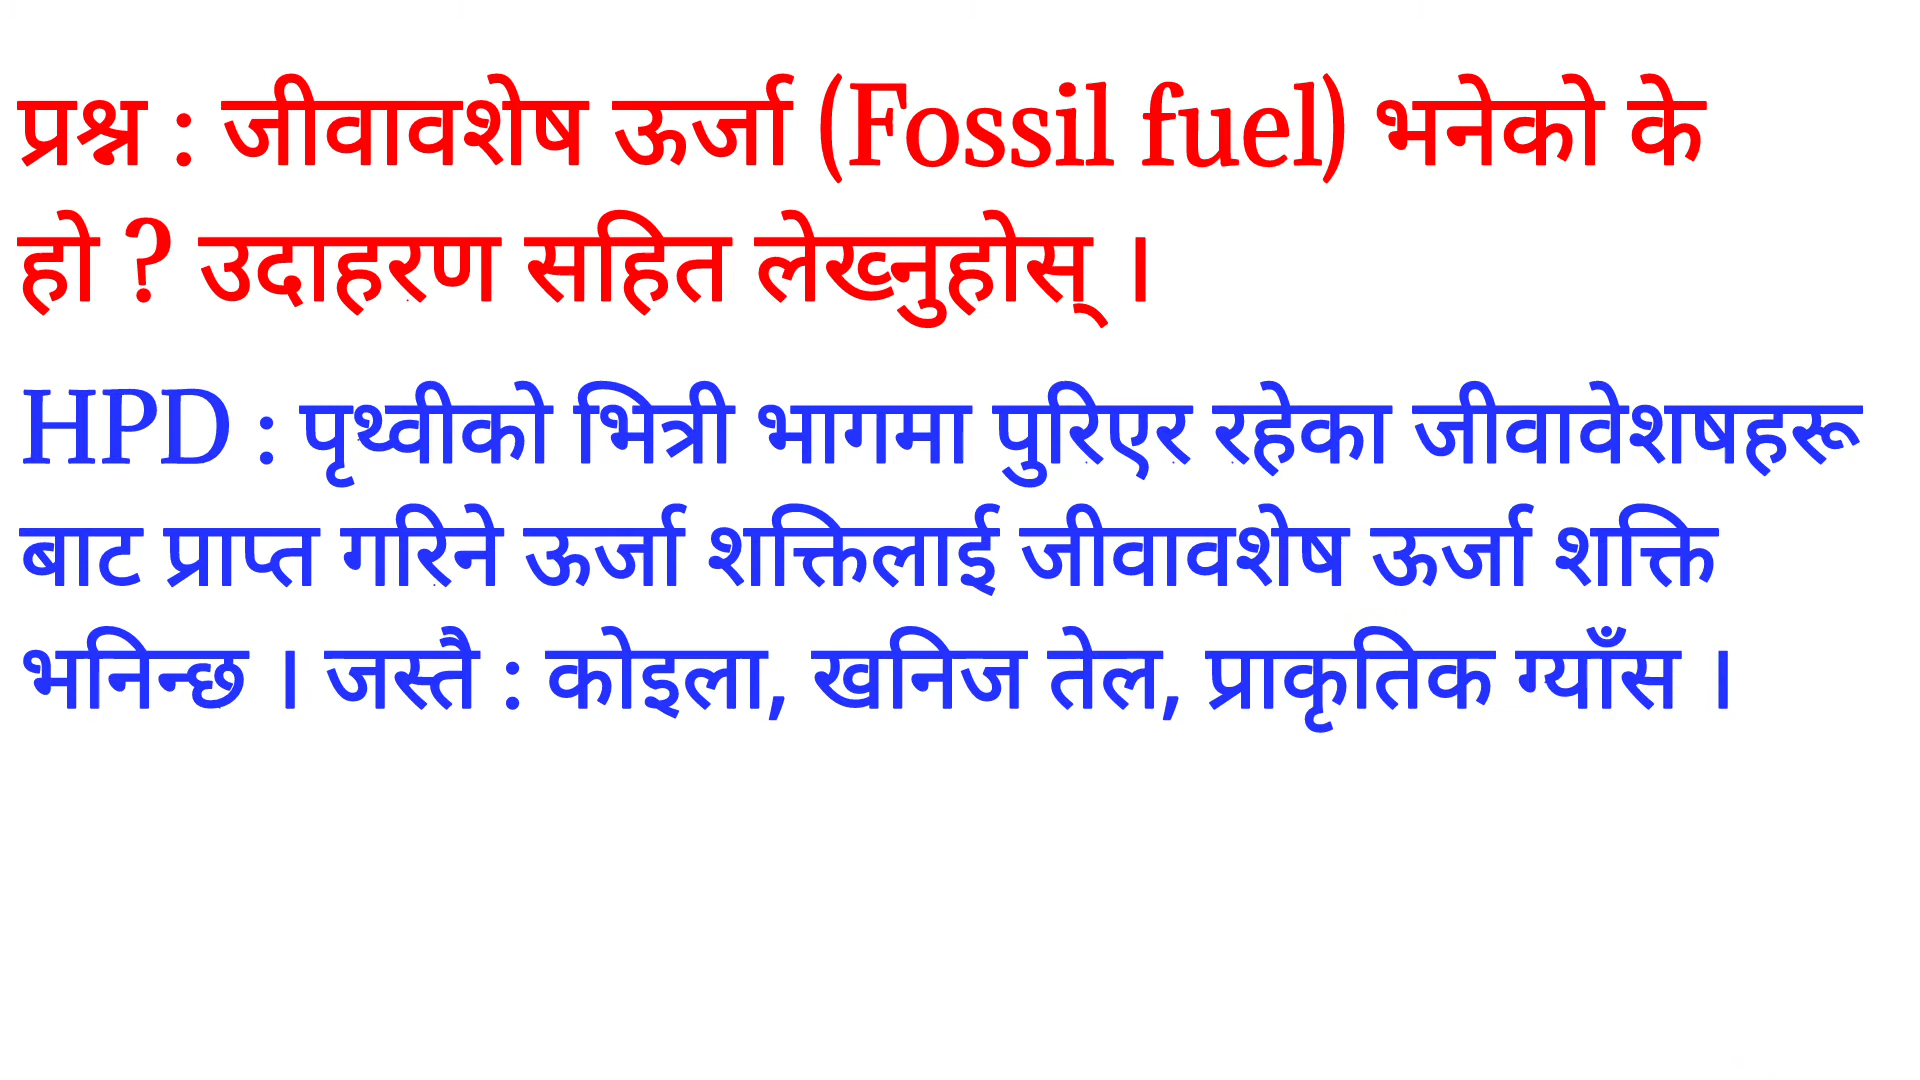 प्रश्न : जीवावशेष ऊर्जा (Fossil fuel) भनेको के
हो ? उदाहरण सहित लेख्नुहोस् ।
HPD : पृथ्वीको भित्री भागमा पुरिएर रहेका जीवावेशषहरू
बाट प्राप्त गरिने ऊर्जा शक्तिलाई जीवावशेष ऊर्जा शक्ति
भनिन्छ । जस्तै : कोइला, खनिज तेल, प्राकृतिक ग्याँस ।